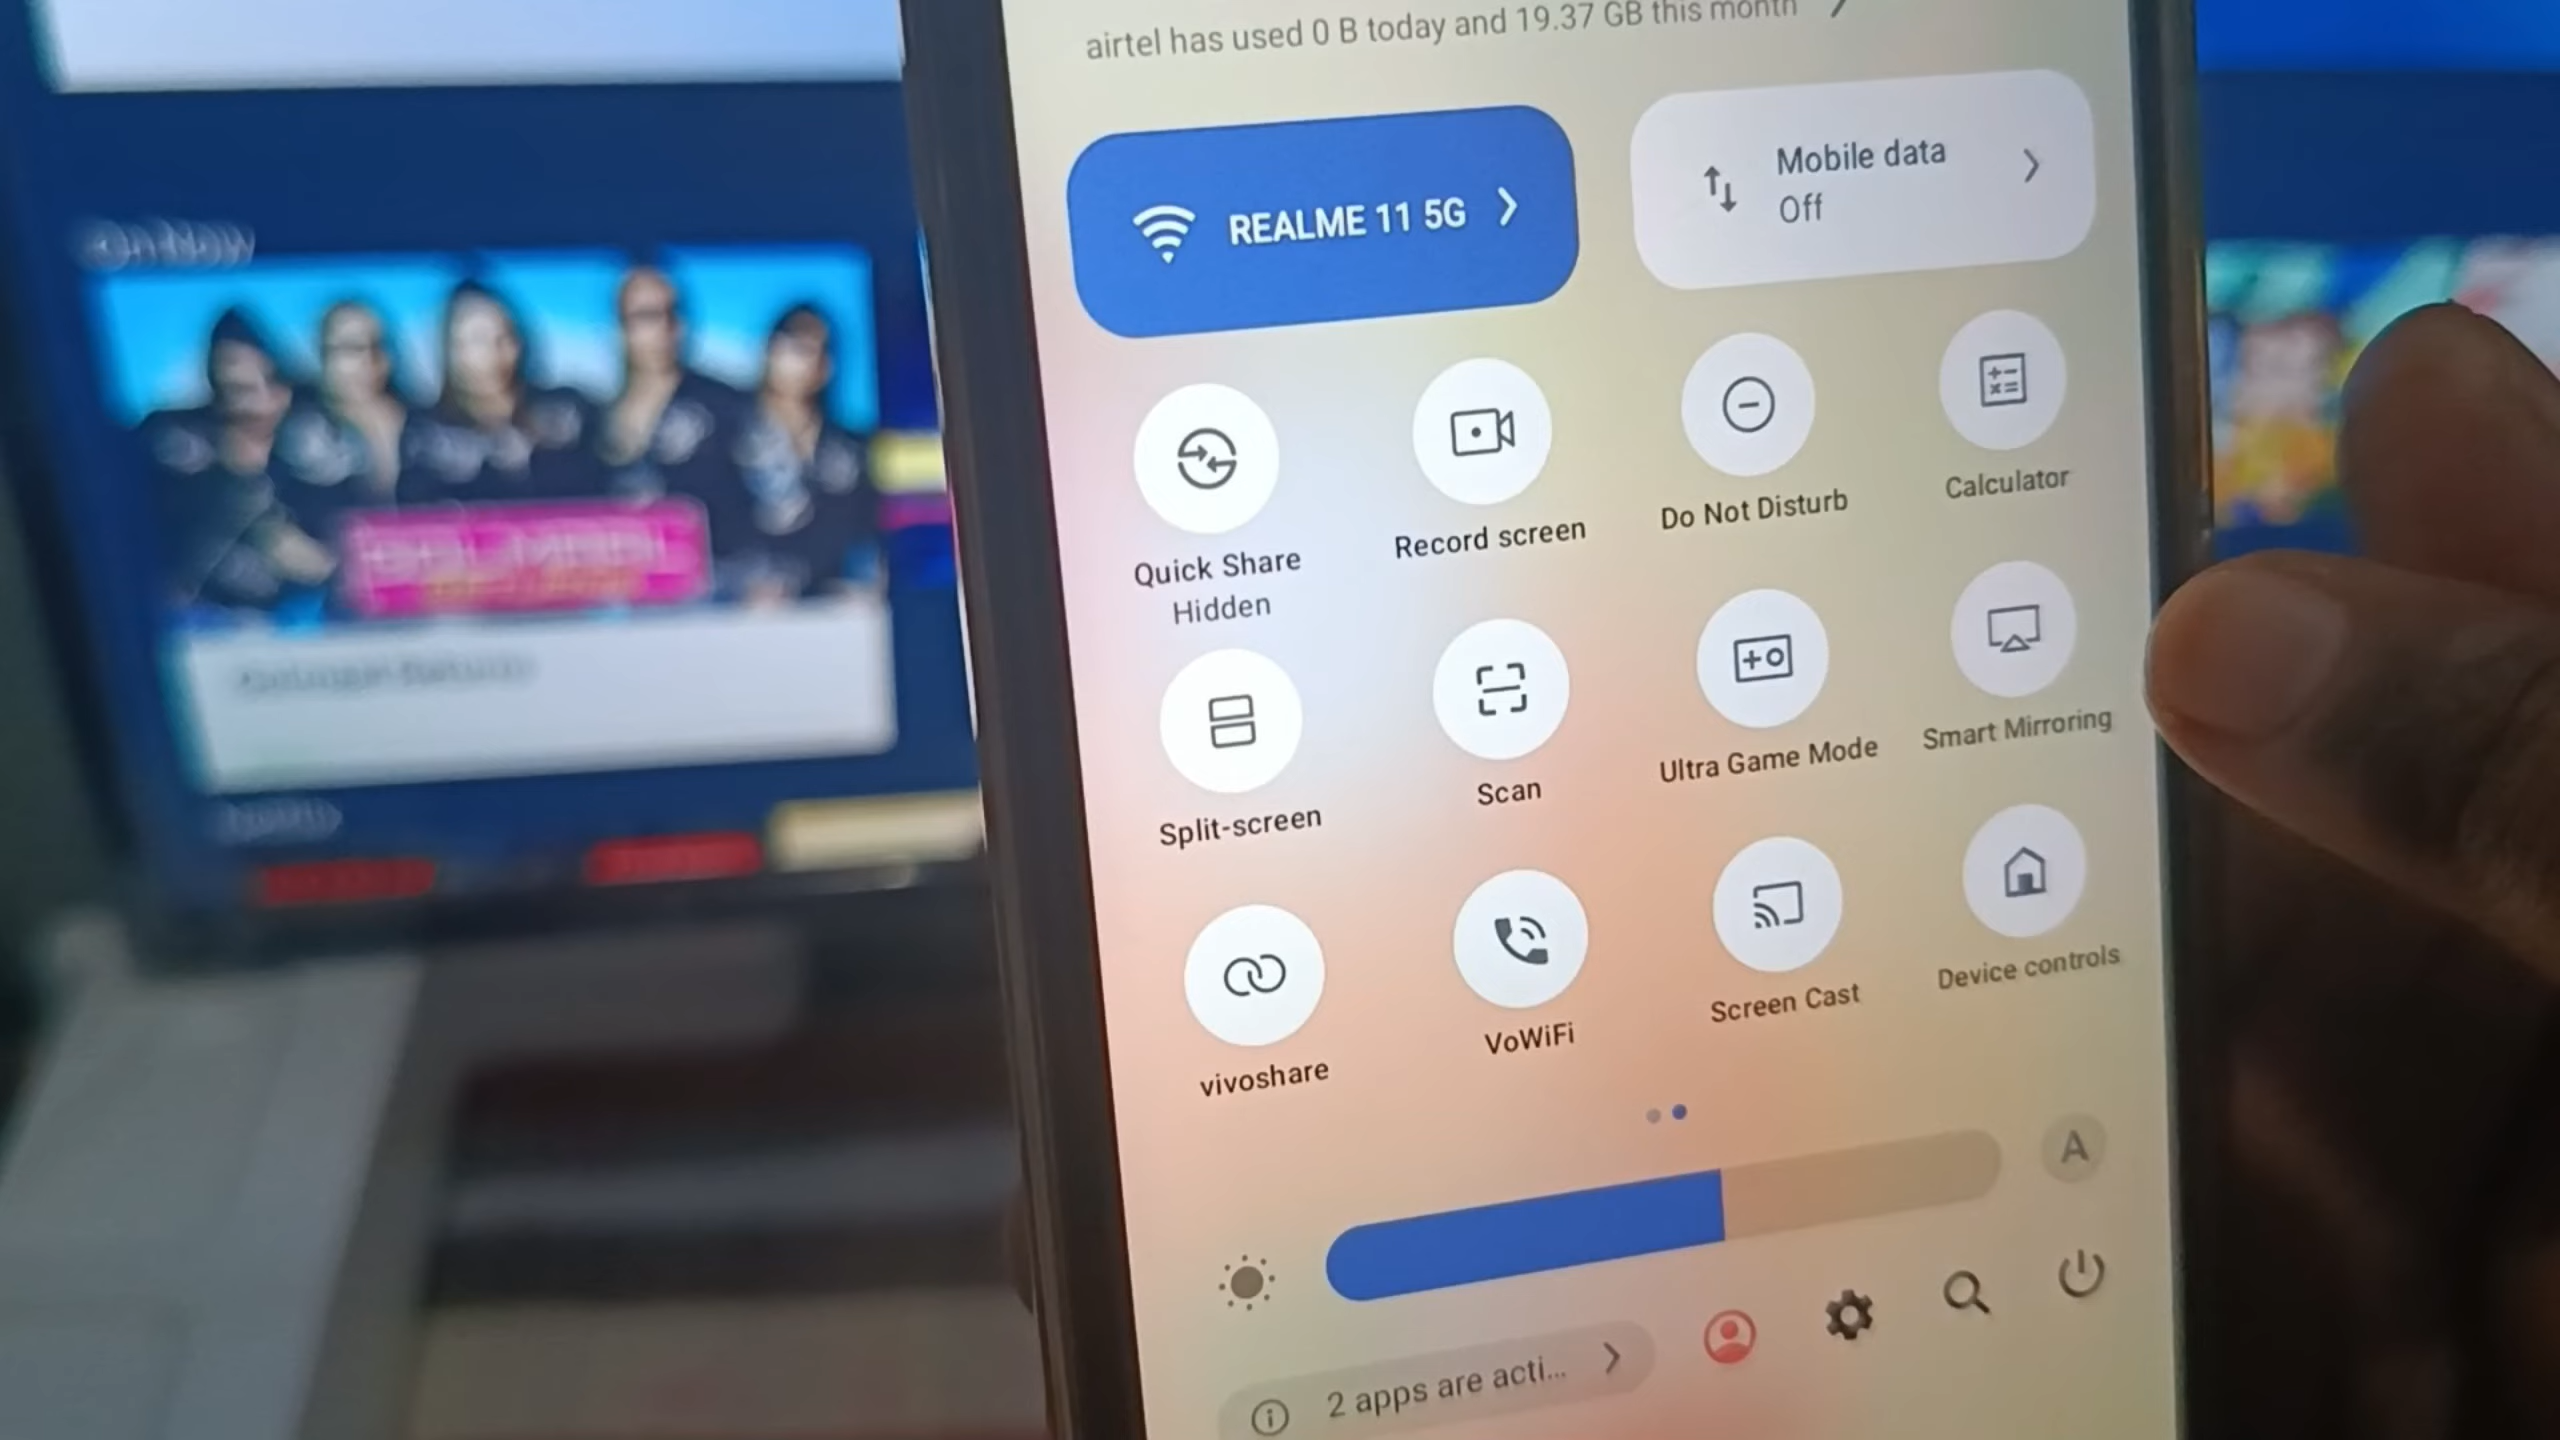 airtel has used 0 B today and 19.37 GB this month
REALME 11 5G
Mobile data
Off
Quick Share
Hidden
Record screen
Do Not Disturb
Calculator
Split-screen
Scan
Ultra Game Mode
Smart Mirroring
vivoshare
VoWiFi
Screen Cast
Device controls
A
2 apps are acti...